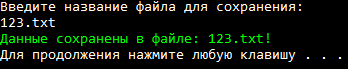 Введите название файла для сохранения:
123.txt
Данные сохранены в файле: 123.txt!
Для продолжения нажмите любую клавишу . . .